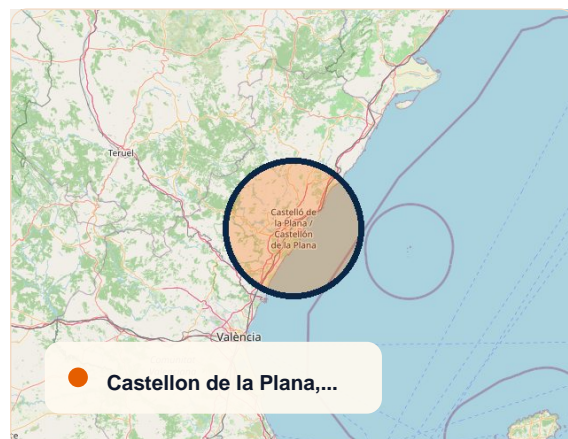 Teruel
Castelló de
la Plana /
Castellón
de la Plana
València
Castellon de la Plana,...